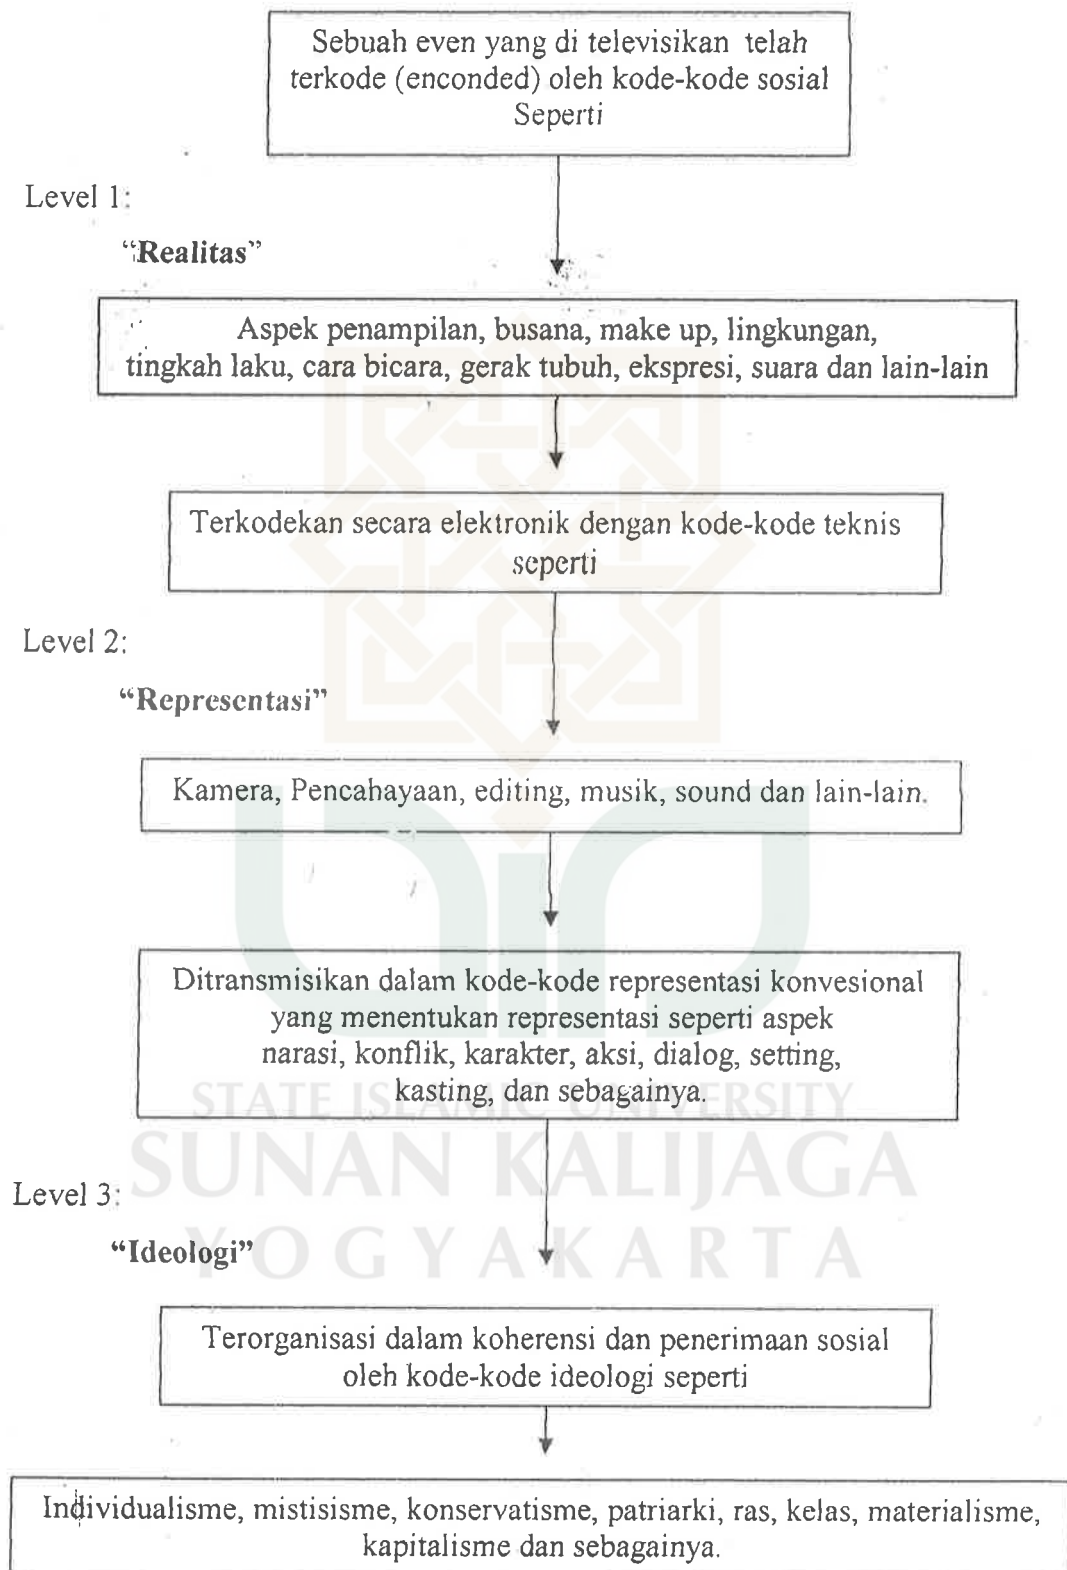 Sebuah even yang di televisikan telah
terkode (enconded) oleh kode-kode sosial
Seperti
Level 1:
“Realitas”
Aspek penampilan, busana, make up, lingkungan,
tingkah laku, cara bicara, gerak tubuh, ekspresi, suara dan lain-lain
Terkodekan secara elektronik dengan kode-kode teknis
seperti
Level 2:
“Representasi”
Kamera, Pencahayaan, editing, musik, sound dan lain-lain.
Ditransmisikan dalam kode-kode representasi konvesional
yang menentukan representasi seperti aspek
narasi, konflik, karakter, aksi, dialog, setting,
kasting, dan sebagainya.
STATE ISLAMIC UNIVERSITY
SUNAN KALIJAGA
Level 3:
“Ideologi”
YOGYAKARTA
Terorganisasi dalam koherensi dan penerimaan sosial
oleh kode-kode ideologi seperti
Individualisme, mistisisme, konservatisme, patriarki, ras, kelas, materialisme,
kapitalisme dan sebagainya.